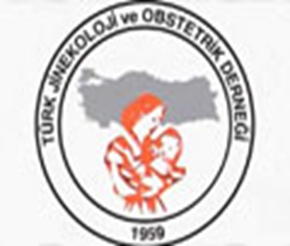 TÜRK JİNEKOLOJİ ve OBSTETRİK DERNEĞİ
1959